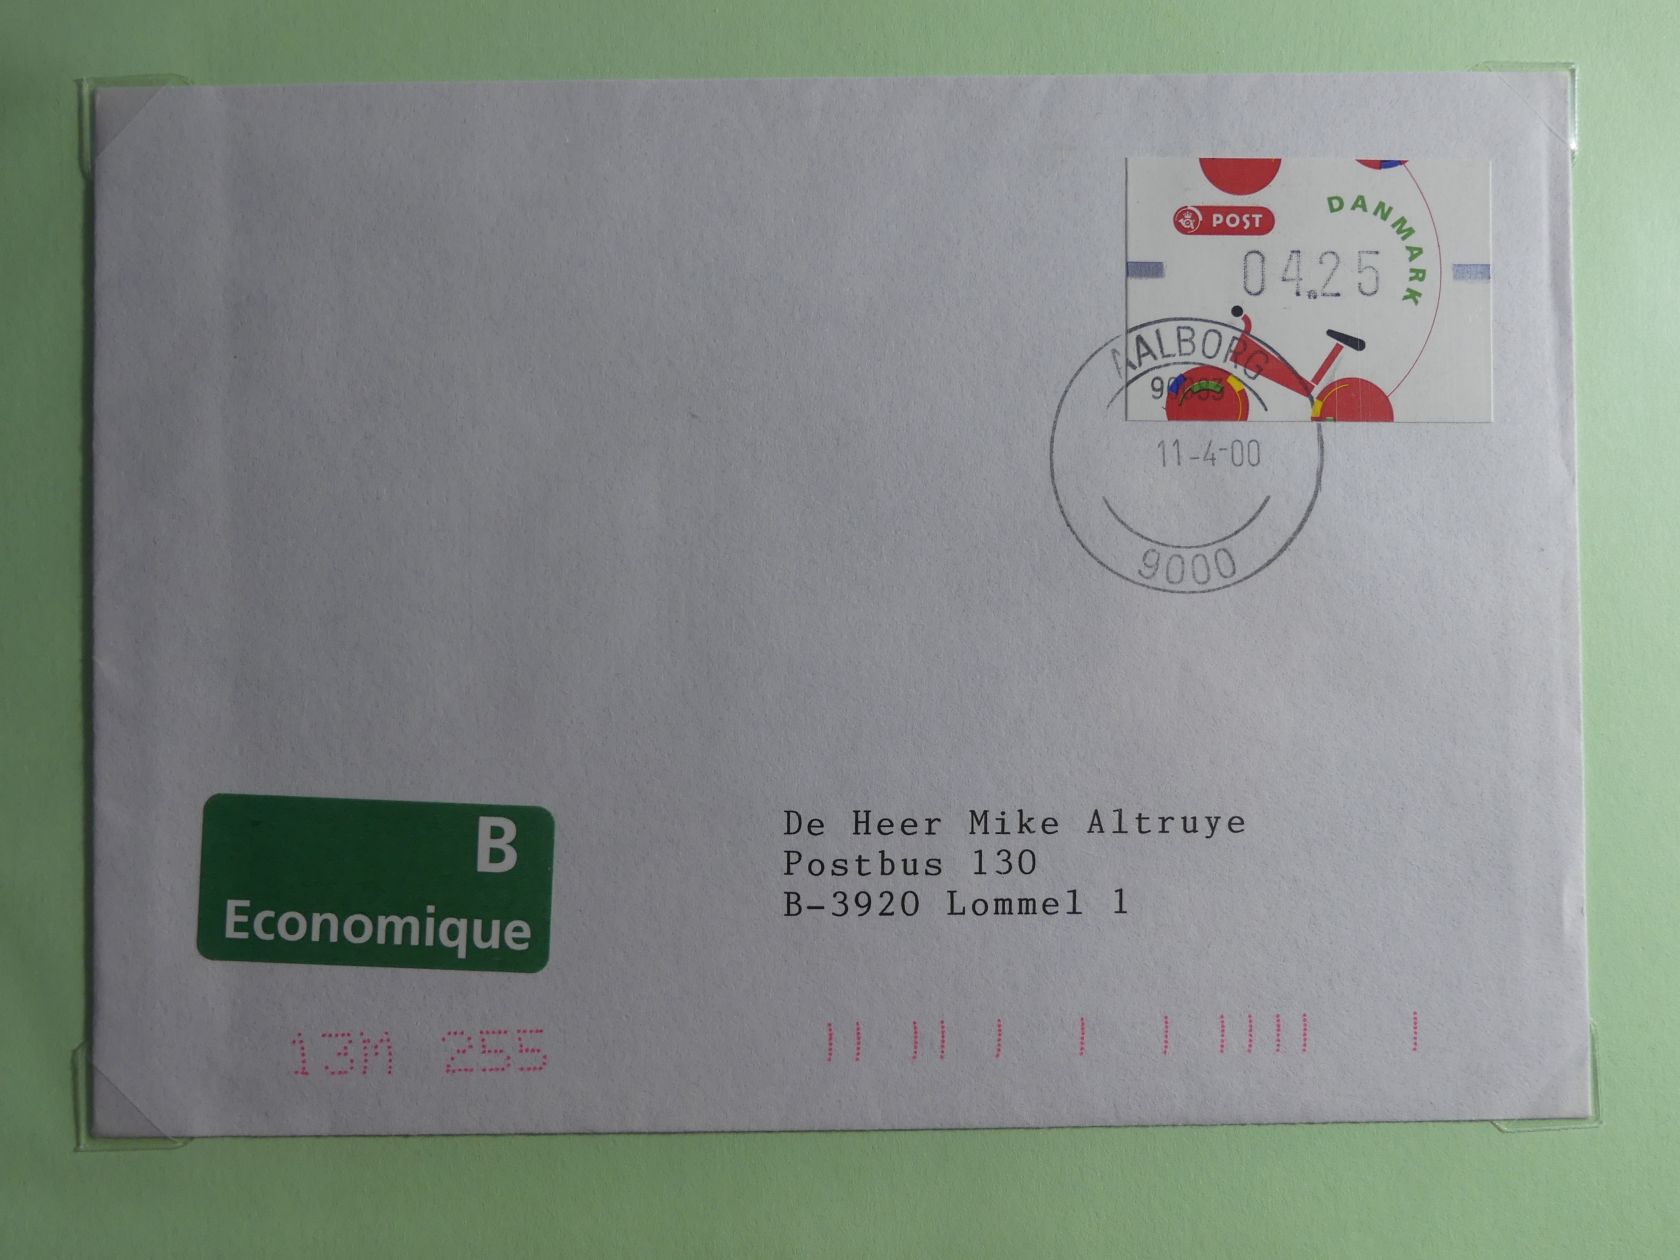 DANMARK
POST
04.25
AALBORG
11-4-00
9000
B
Economique
De Heer Mike Altruye
Postbus 130
B-3920 Lommel 1
13M 255